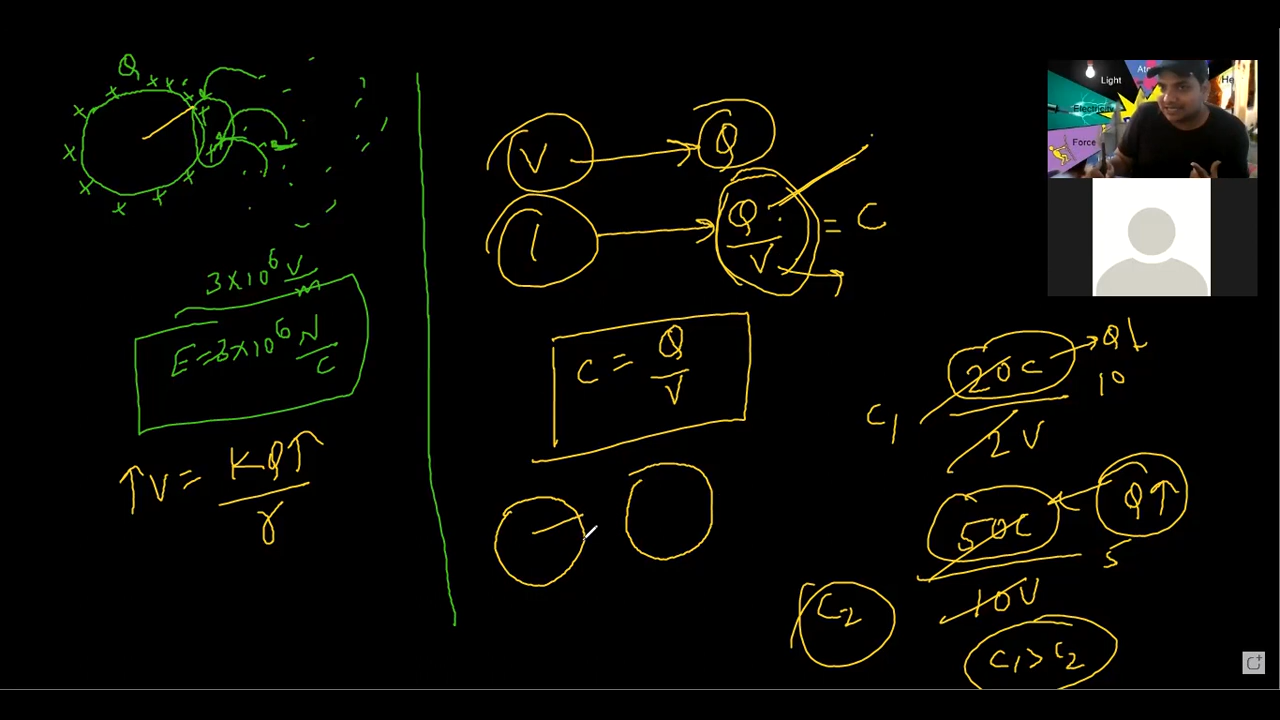 Q
3×10⁶ V/m
E=3×10⁶ N/C
↑V = KQ↑/r
V → Q
1 → Q/V = C
C = Q/V
C₁ 20C/2V → Q↓
10
50C/10V ← Q↑
5
C₂
C₁ > C₂
Light
Electricity
Force